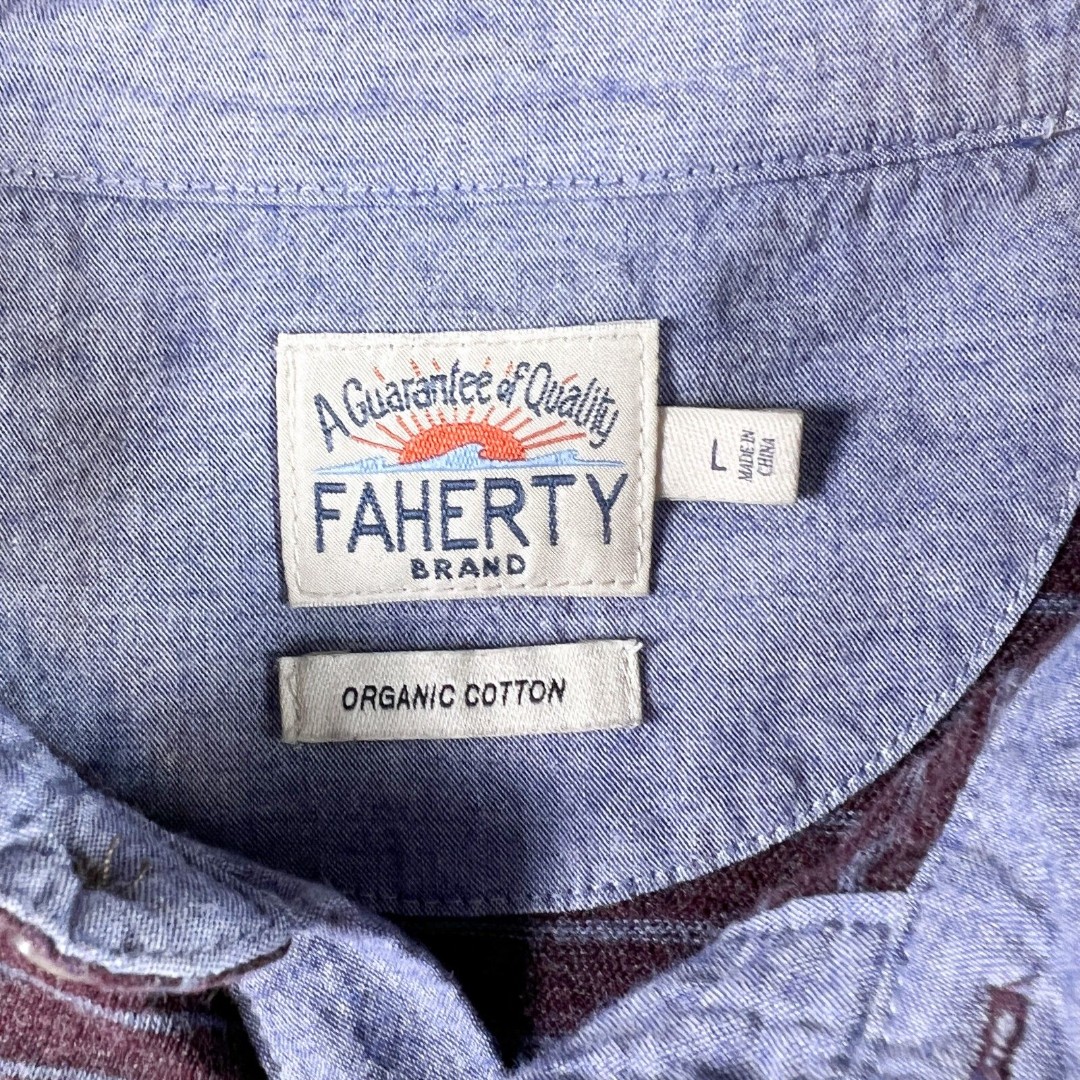 A Guarantee of Quality
FAHERTY
BRAND
L
MADE IN
CHINA
ORGANIC COTTON